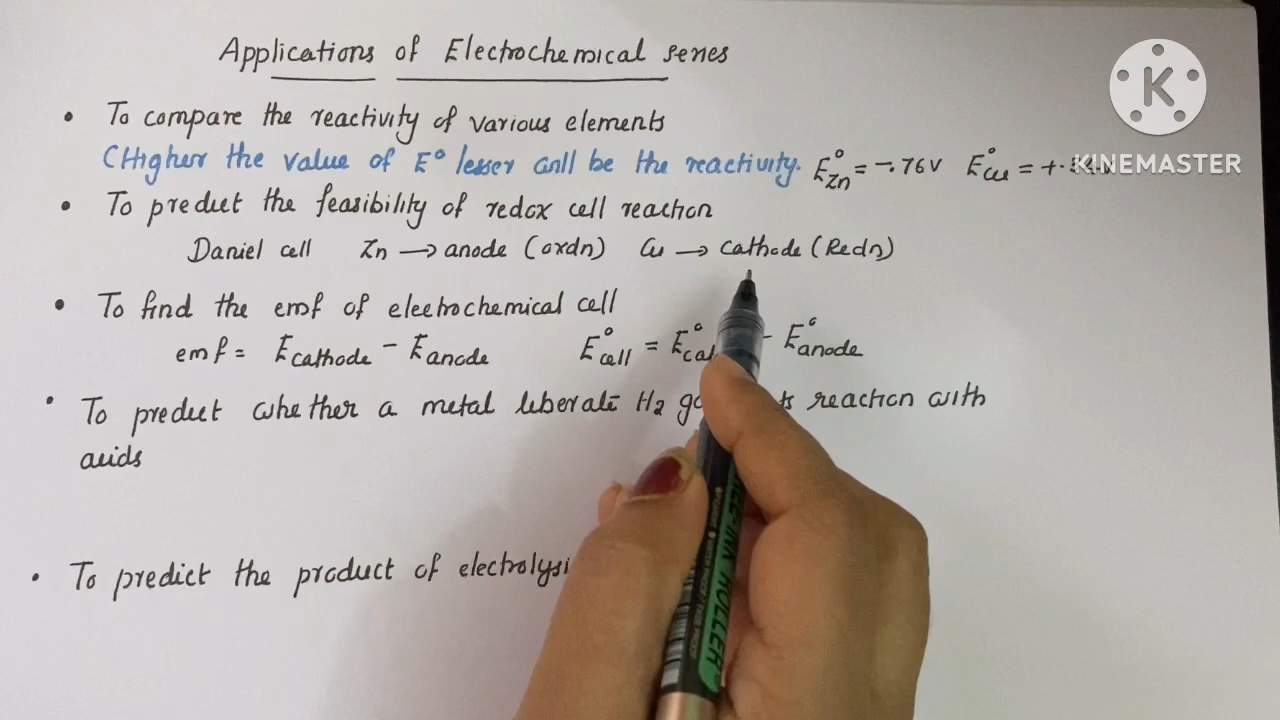 Applications of Electrochemical series
K
KINEMASTER
• To compare the reactivity of various elements
(Higher the value of E° lesser will be the reactivity. E°Zn = -.76V E°Cu = +.
• To predict the feasibility of redox cell reaction
Daniel cell Zn → anode (oxdn) Cu → cathode (Redn)
• To find the emf of electrochemical cell
emf = Ecathode - Eanode E°cell = E°cat - E°anode
• To predict whether a metal liberate H2 reaction with
acids
• To predict the product of electrolysi
ROLLER